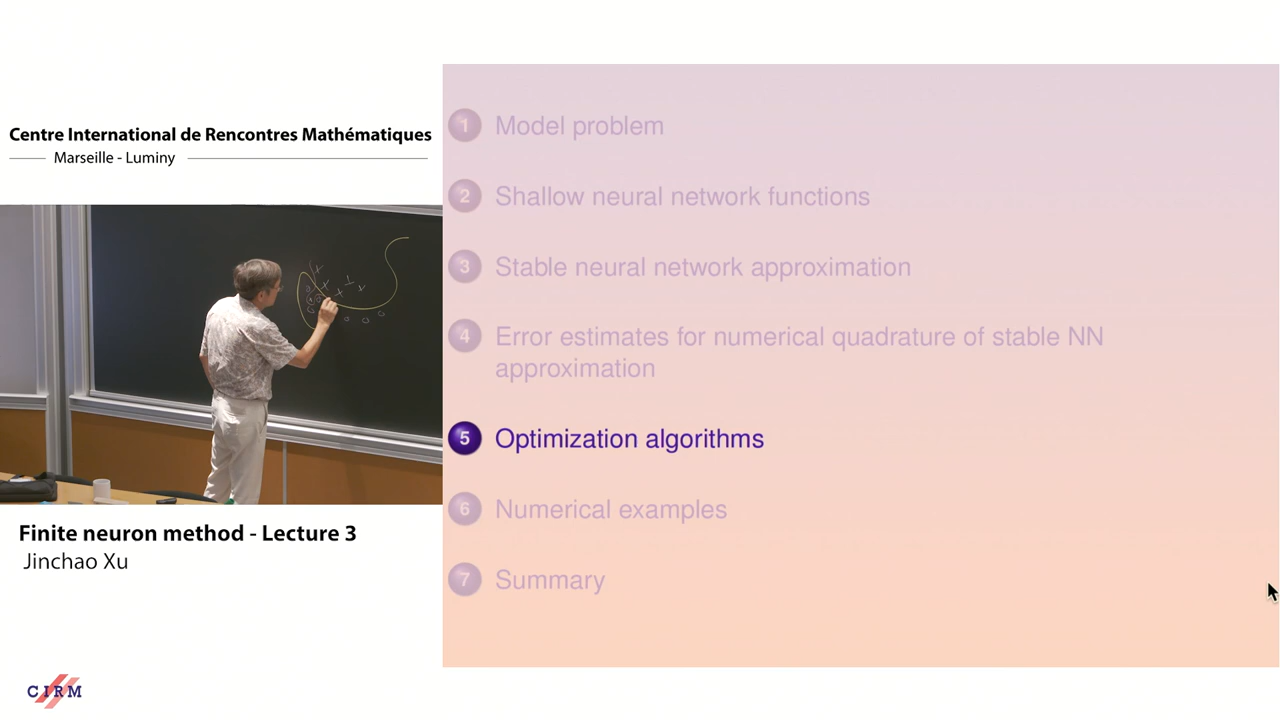 Centre International de Rencontres Mathématiques
Marseille - Luminy
Finite neuron method - Lecture 3
Jinchao Xu
CIRM
1 Model problem
2 Shallow neural network functions
3 Stable neural network approximation
4 Error estimates for numerical quadrature of stable NN
approximation
5 Optimization algorithms
6 Numerical examples
7 Summary